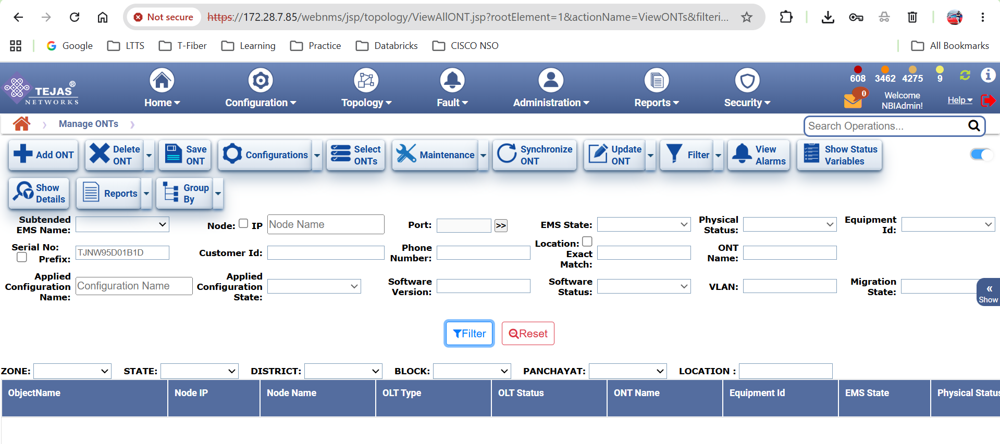 Not secure https://172.28.7.85/webnms/jsp/topology/ViewAllONT.jsp?rootElement=1&actionName=ViewONTs&filteri...
Google LTTS T-Fiber Learning Practice Databricks CISCO NSO All Bookmarks
TEJAS®
NETWORKS
Home Configuration Topology Fault Administration Reports Security
608 3462 4275 9
0 Welcome
NBIAdmin!
Help
Manage ONTs Search Operations...
Add ONT
Delete
ONT
Save
ONT
Configurations
Select
ONTs
Maintenance
Synchronize
ONT
Update
ONT
Filter
View
Alarms
Show Status
Variables
Show
Details
Reports
Group
By
Subtended
EMS Name:
Node: IP Node Name
Port: >>
EMS State:
Physical
Status:
Equipment
Id:
Serial No:
Prefix: TJNW95D01B1D
Customer Id:
Phone
Number:
Location:
Exact
Match:
ONT
Name:
Applied
Configuration
Name: Configuration Name
Applied
Configuration
State:
Software
Version:
Software
Status:
VLAN:
Migration
State:
«
Show
Filter Reset
ZONE: STATE: DISTRICT: BLOCK: PANCHAYAT: LOCATION :
ObjectName Node IP Node Name OLT Type OLT Status ONT Name Equipment Id EMS State Physical Status